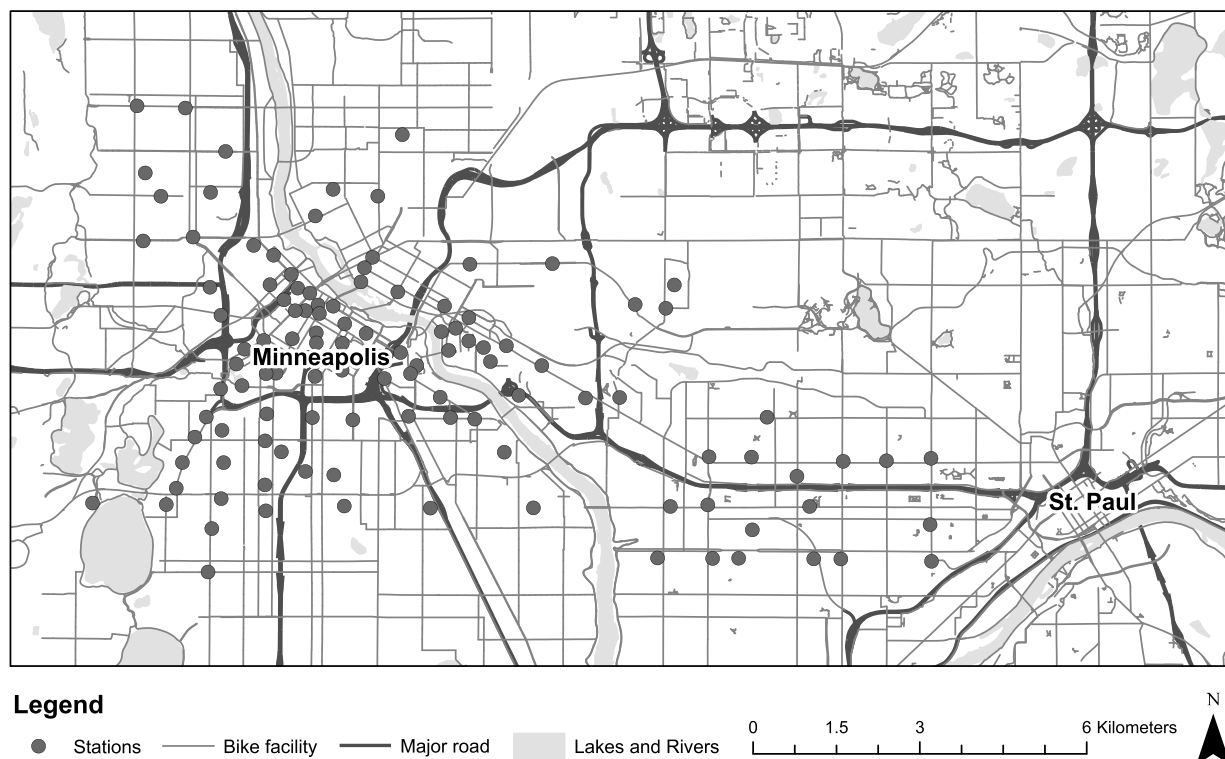 Minneapolis
St. Paul
Legend
Stations
Bike facility
Major road
Lakes and Rivers
0 1.5 3 6 Kilometers
N